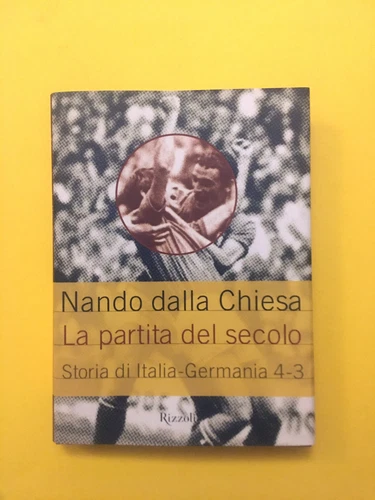 Nando dalla Chiesa
La partita del secolo
Storia di Italia-Germania 4-3
Rizzoli